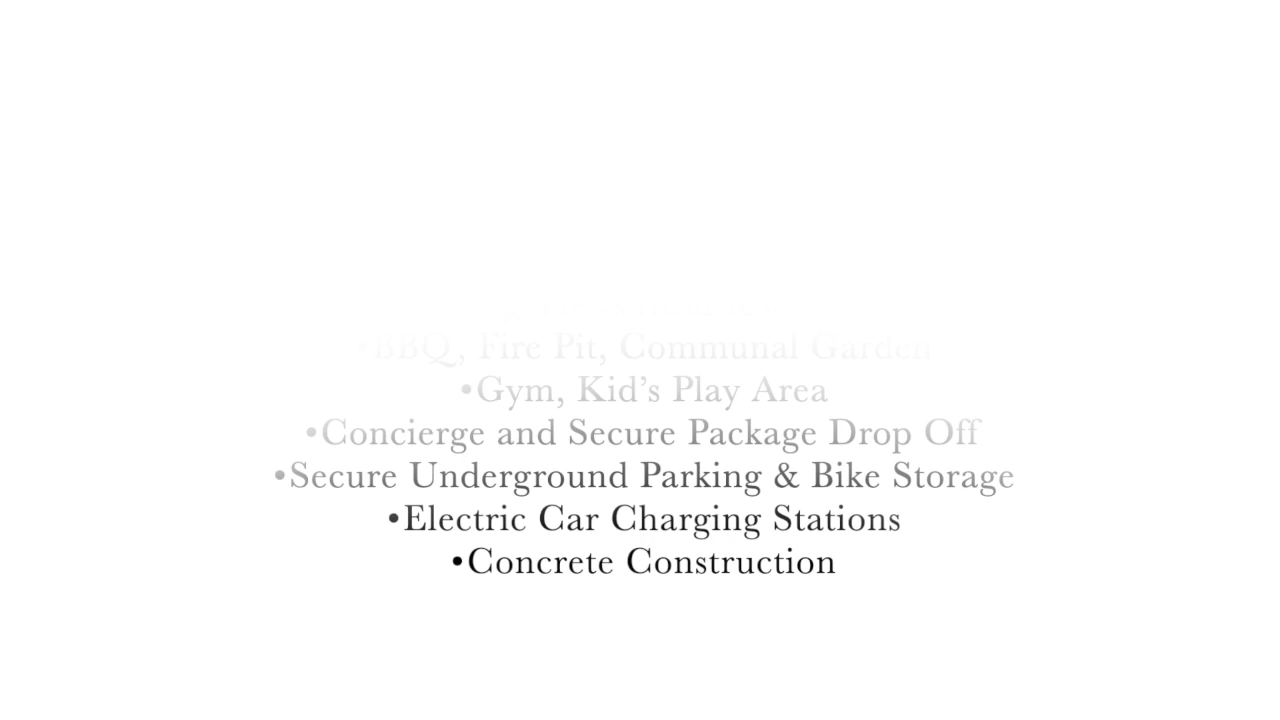 •BBQ, Fire Pit, Communal Garden
•Gym, Kid’s Play Area
•Concierge and Secure Package Drop Off
•Secure Underground Parking & Bike Storage
•Electric Car Charging Stations
•Concrete Construction